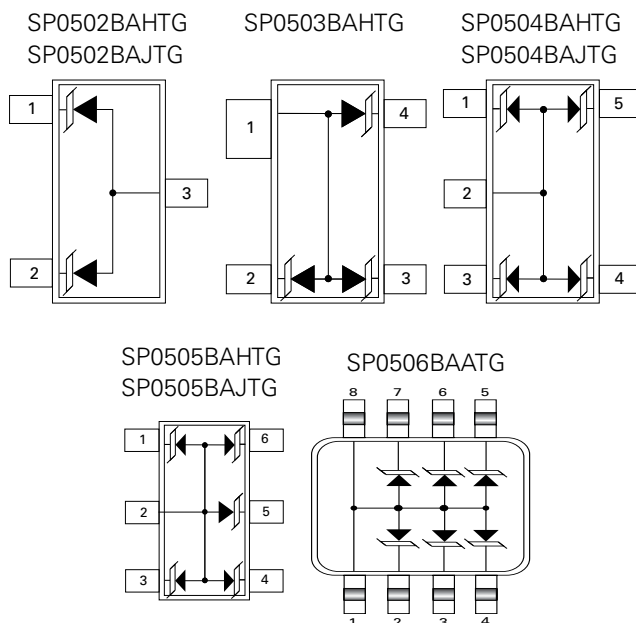 SP0502BAHTG
SP0502BAJTG
1
2
3
SP0503BAHTG
1
4
2
3
SP0504BAHTG
SP0504BAJTG
1
5
2
3
4
SP0505BAHTG
SP0505BAJTG
1
6
2
5
3
4
SP0506BAATG
8 7 6 5
1 2 3 4